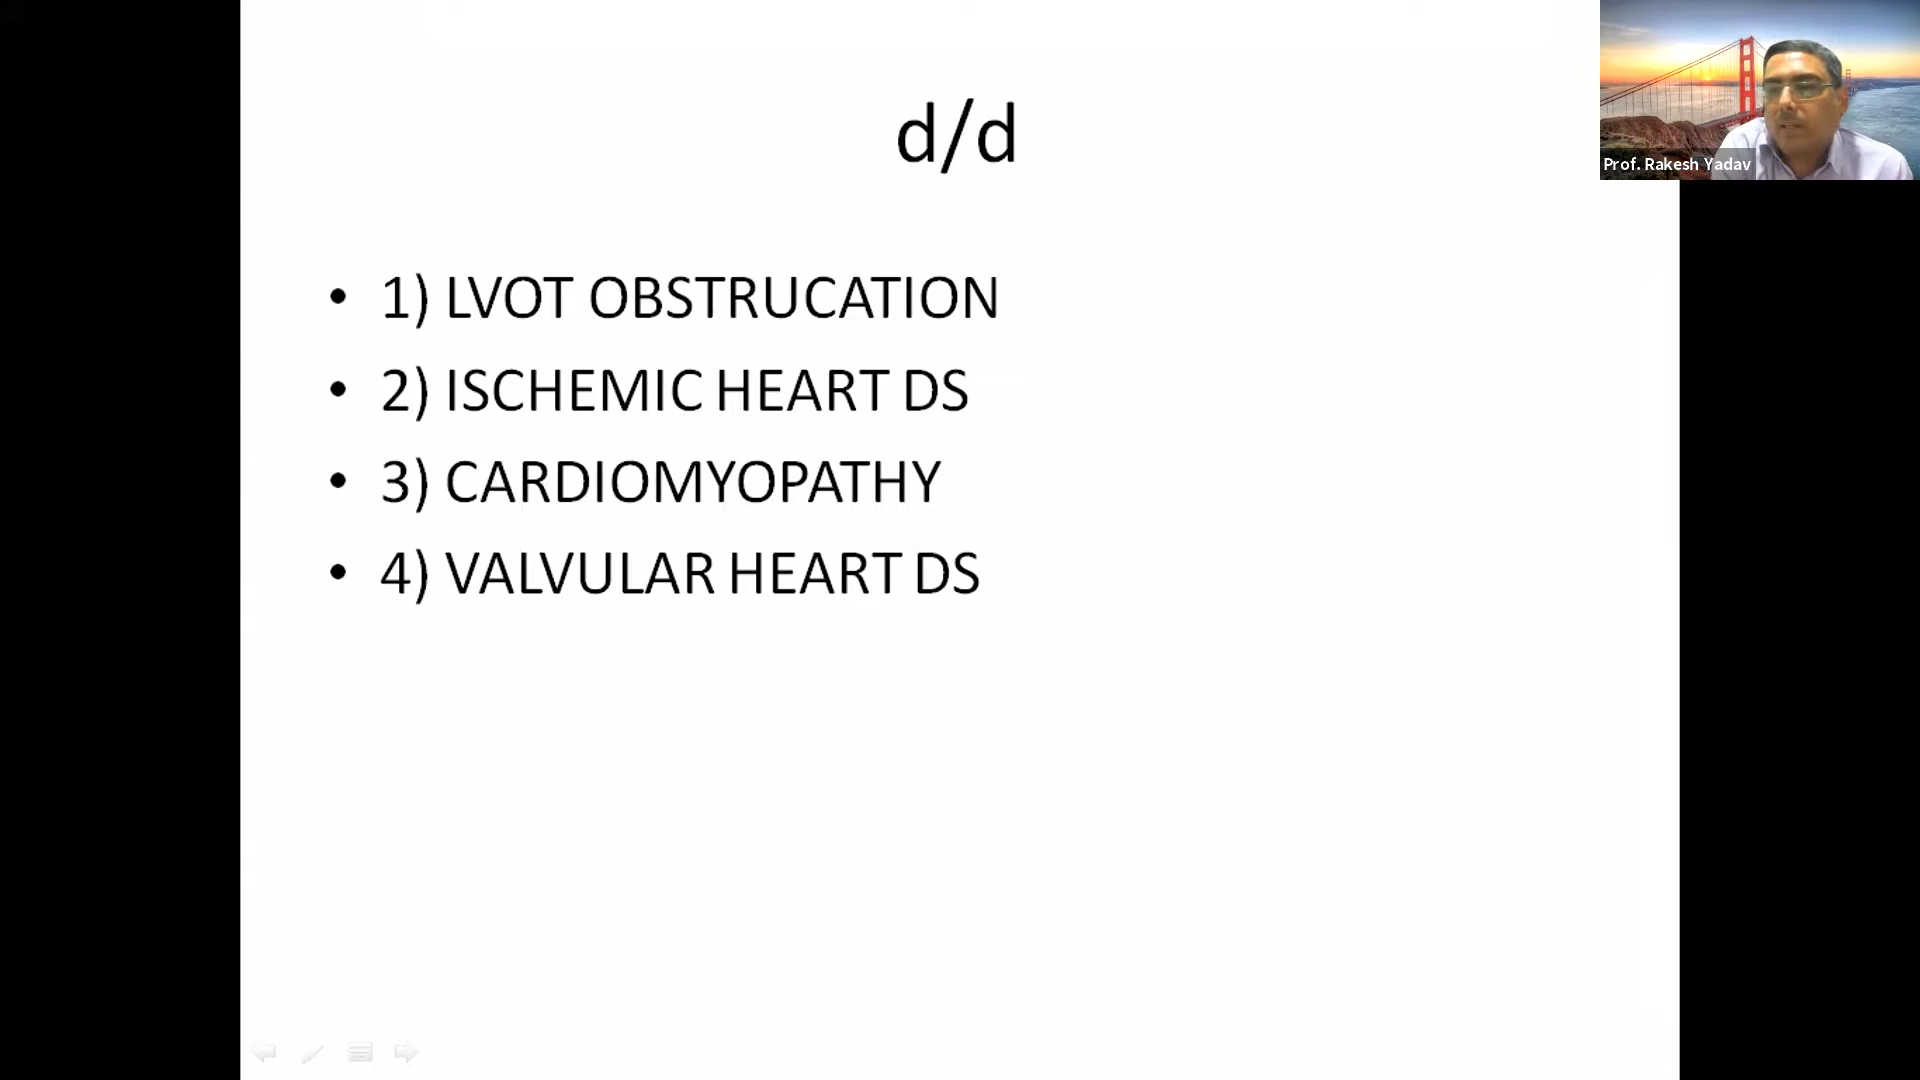 d/d
Prof. Rakesh Yadav
• 1) LVOT OBSTRUCATION
• 2) ISCHEMIC HEART DS
• 3) CARDIOMYOPATHY
• 4) VALVULAR HEART DS